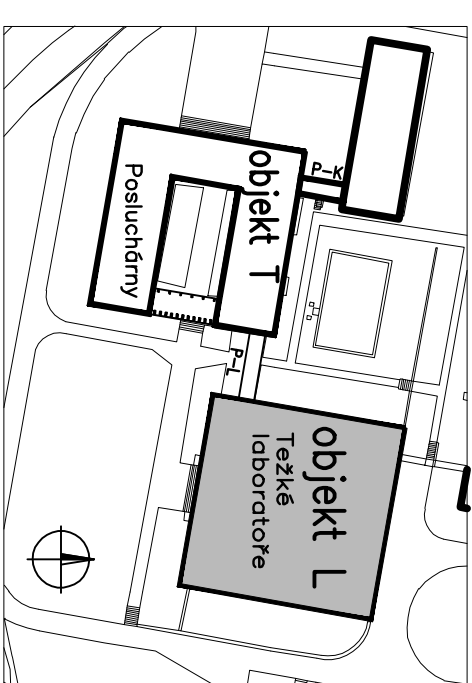 P-K
objekt T
Posluchárny
P-L
objekt L
Težké
laboratoře